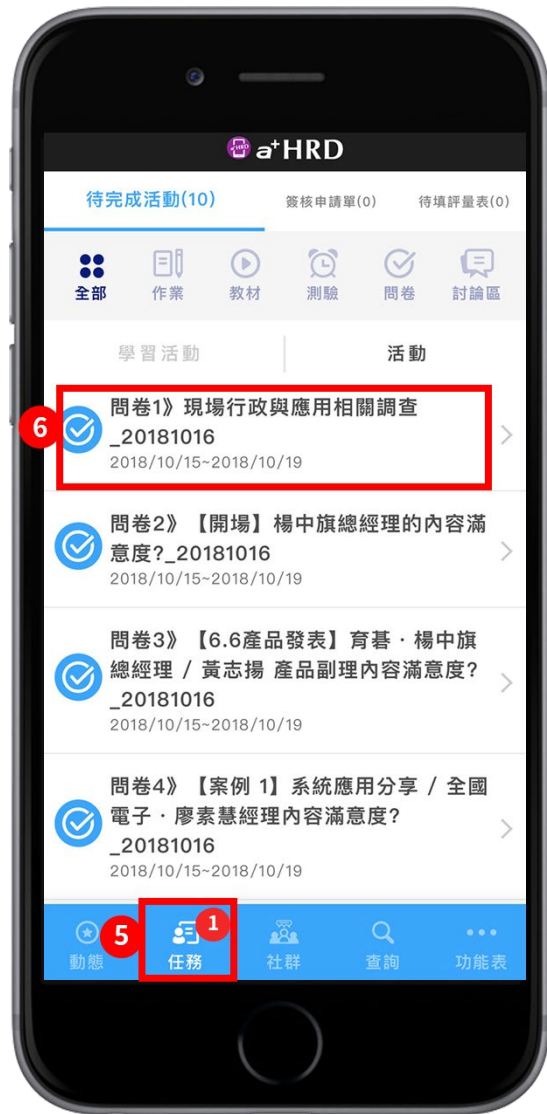 a⁺HRD
待完成活動(10) 簽核申請單(0) 待填評量表(0)
全部 作業 教材 測驗 問卷 討論區
學習活動 活動
6
問卷1》現場行政與應用相關調查
_20181016
2018/10/15~2018/10/19
問卷2》【開場】楊中旗總經理的內容滿
意度?_20181016
2018/10/15~2018/10/19
問卷3》【6.6產品發表】育碁．楊中旗
總經理 / 黃志揚 產品副理內容滿意度?
_20181016
2018/10/15~2018/10/19
問卷4》【案例 1】系統應用分享 / 全國
電子．廖素慧經理內容滿意度?
_20181016
2018/10/15~2018/10/19
5 1
動態 任務 社群 查詢 功能表